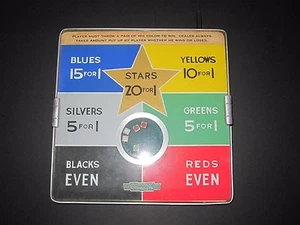 PLAYER MUST THROW A PAIR OF THE COLOR TO WIN. DEALER ALWAYS
TAKES AMOUNT PUT UP BY PLAYER WHETHER HE WINS OR LOSES.
BLUES
15 FOR 1
STARS
20 FOR 1
YELLOWS
10 FOR 1
SILVERS
5 FOR 1
GREENS
5 FOR 1
BLACKS
EVEN
REDS
EVEN